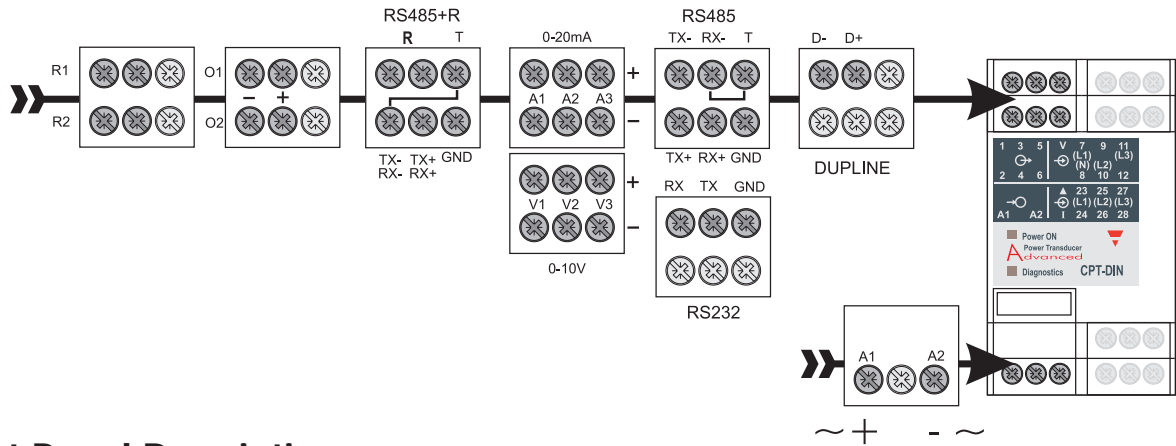 RS485+R
R T
TX- TX+ GND
RX- RX+
R1
R2
O1
- +
O2
0-20mA
+
A1 A2 A3
-
+
V1 V2 V3
-
0-10V
RS485
TX- RX- T
TX+ RX+ GND
RX TX GND
RS232
D- D+
DUPLINE
1 3 5 V 7 9 11
(L1) (L3)
(N) (L2)
2 4 6 8 10 12
23 25 27
(L1) (L2) (L3)
A1 A2 I 24 26 28
Power ON
Power Transducer
Advanced
Diagnostics CPT-DIN
A1 A2
~ + - ~